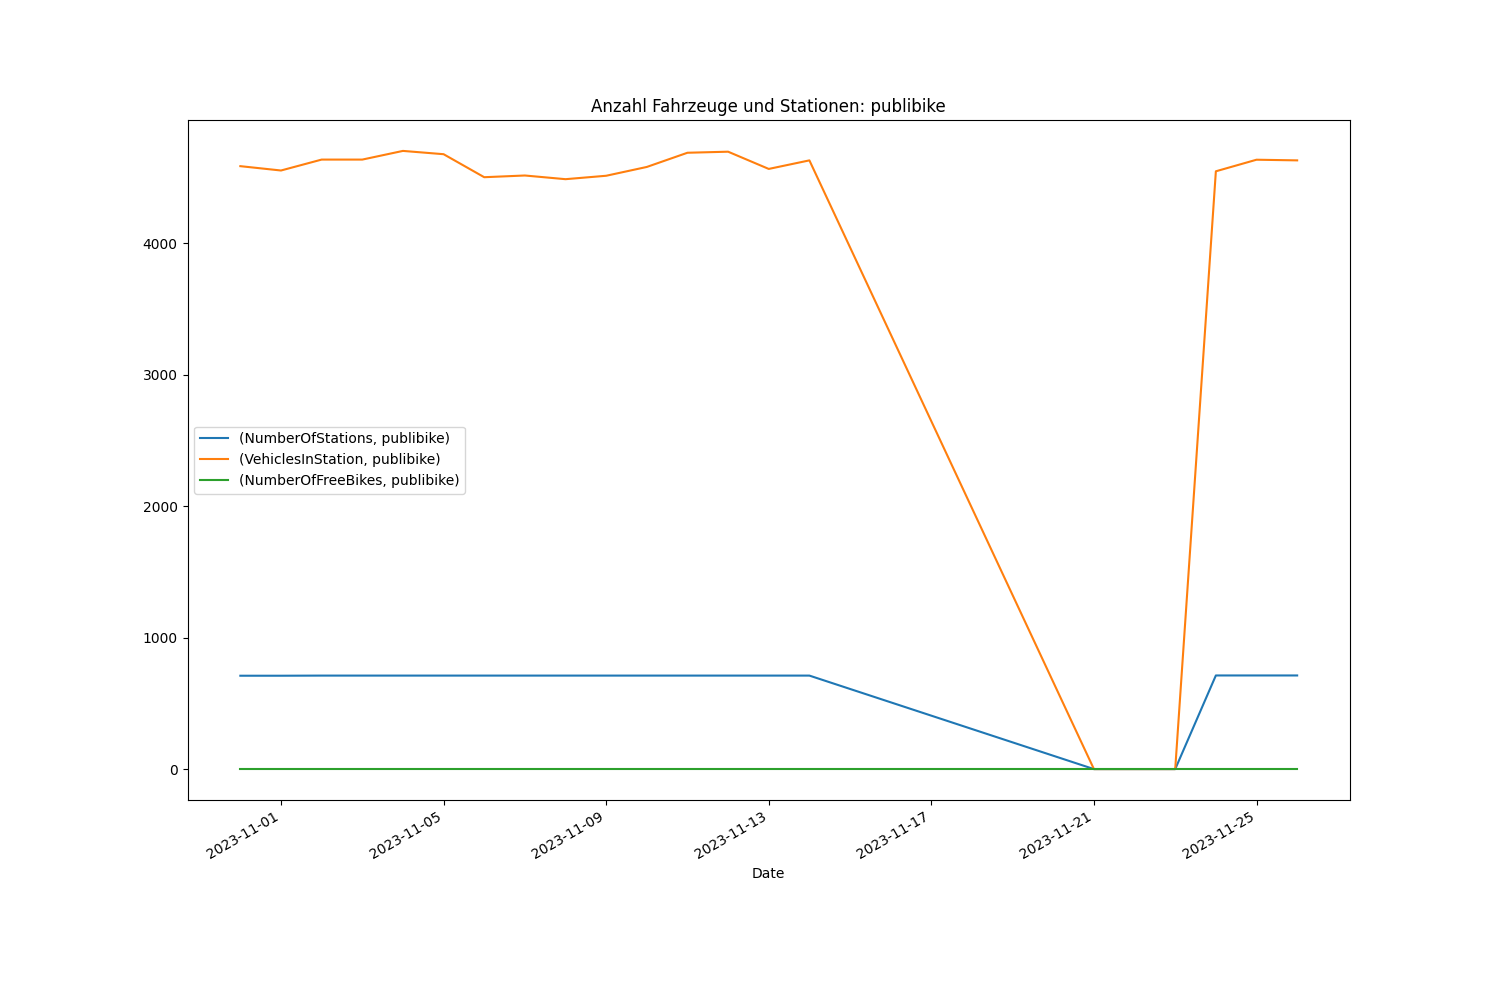 Anzahl Fahrzeuge und Stationen: publibike
4000
3000
2000
1000
0
(NumberOfStations, publibike)
(VehiclesInStation, publibike)
(NumberOfFreeBikes, publibike)
2023-11-01
2023-11-05
2023-11-09
2023-11-13
2023-11-17
2023-11-21
2023-11-25
Date